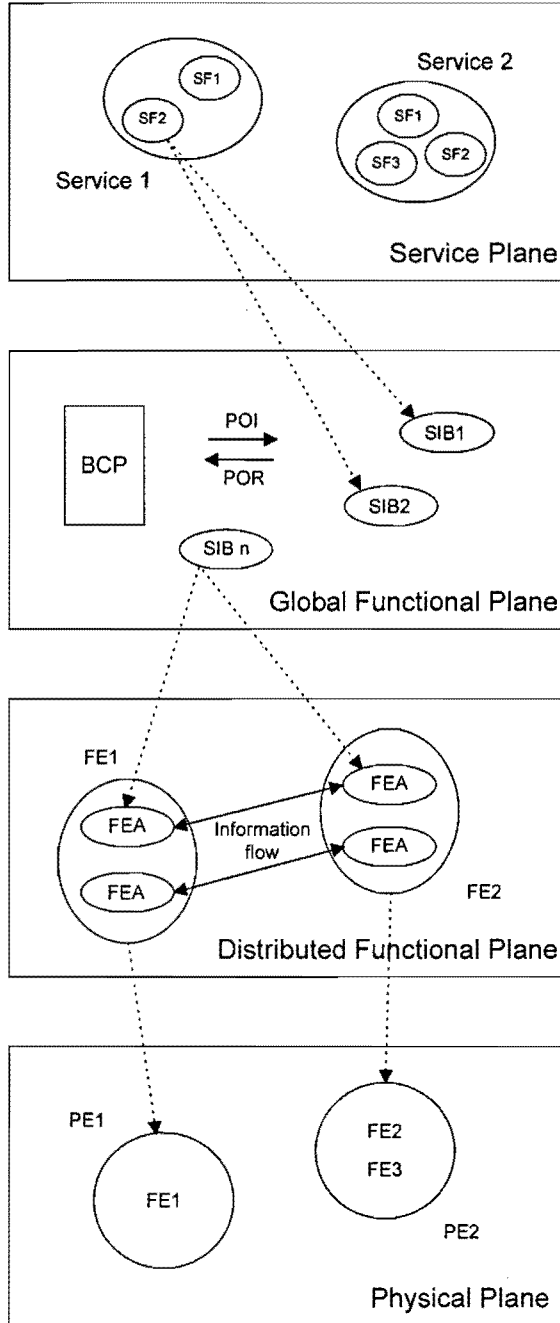 Service 2
SF1
SF2
SF1
SF3
SF2
Service 1
Service Plane
POI
BCP
POR
SIB1
SIB2
SIB n
Global Functional Plane
FE1
FEA
FEA
Information
flow
FEA
FEA
FE2
Distributed Functional Plane
PE1
FE1
FE2
FE3
PE2
Physical Plane